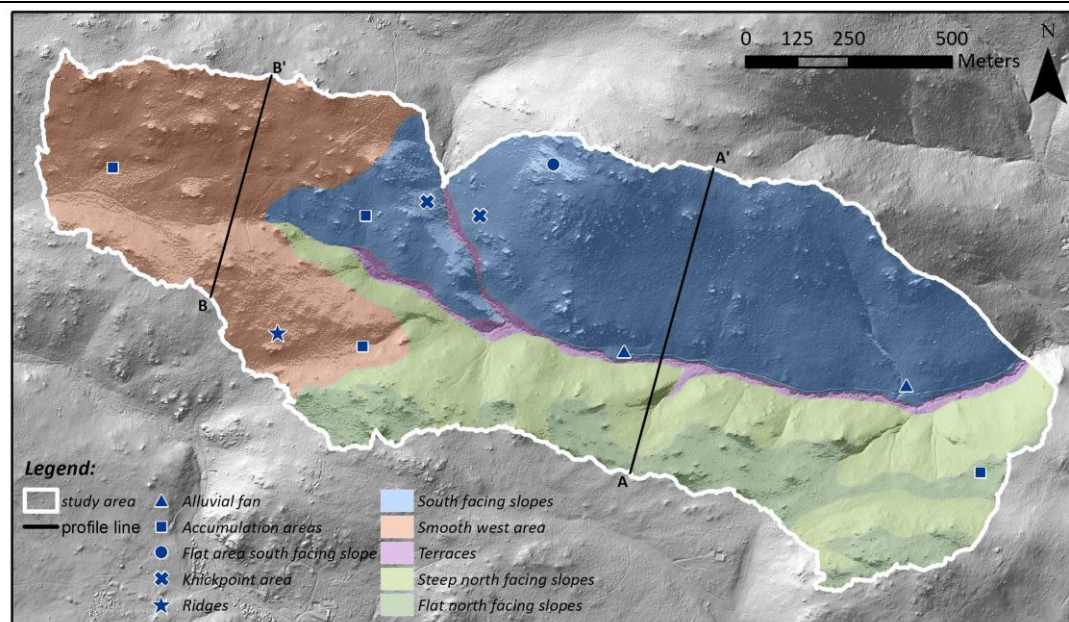 0 125 250 500
Meters
N
B'
A'
B
A
Legend:
study area
profile line
Alluvial fan
Accumulation areas
Flat area south facing slope
Knickpoint area
Ridges
South facing slopes
Smooth west area
Terraces
Steep north facing slopes
Flat north facing slopes